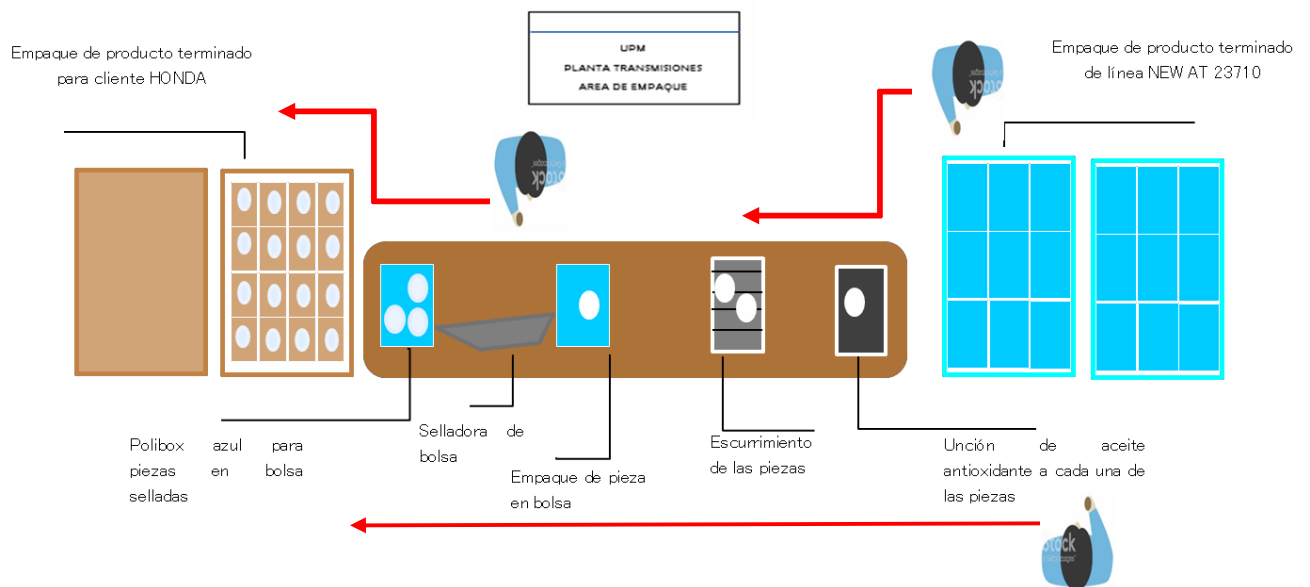 UPM
PLANTA TRANSMISIONES
AREA DE EMPAQUE
Empaque de producto terminado
para cliente HONDA
Empaque de producto terminado
de línea NEW AT 23710
Polibox azul para
piezas en bolsa
selladas
Selladora de
bolsa
Empaque de pieza
en bolsa
Escurrimiento
de las piezas
Unción de aceite
antioxidante a cada una de
las piezas